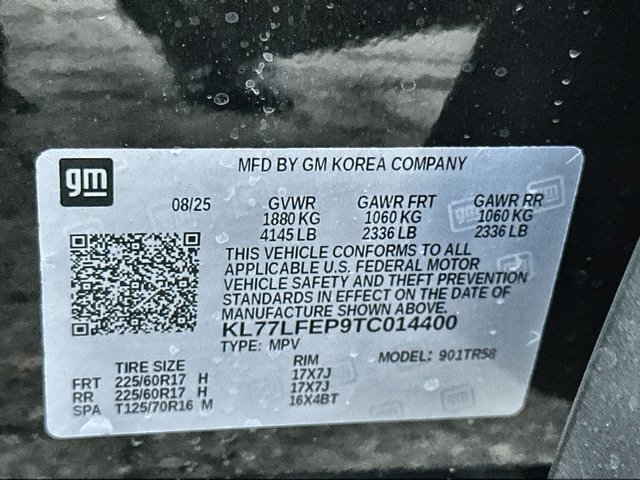 gm
MFD BY GM KOREA COMPANY
08/25 GVWR GAWR FRT GAWR RR
1880 KG 1060 KG 1060 KG
4145 LB 2336 LB 2336 LB
THIS VEHICLE CONFORMS TO ALL
APPLICABLE U.S. FEDERAL MOTOR
VEHICLE SAFETY AND THEFT PREVENTION
STANDARDS IN EFFECT ON THE DATE OF
MANUFACTURE SHOWN ABOVE.
KL77LFEP9TC014400
TYPE: MPV MODEL: 901TR58
TIRE SIZE RIM
FRT 225/60R17 H 17X7J
RR 225/60R17 H 17X7J
SPA T125/70R16 M 16X4BT